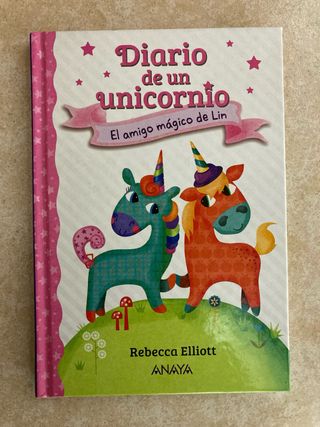 Diario
de un
unicornio
El amigo mágico de Lin
Rebecca Elliott
ANAYA